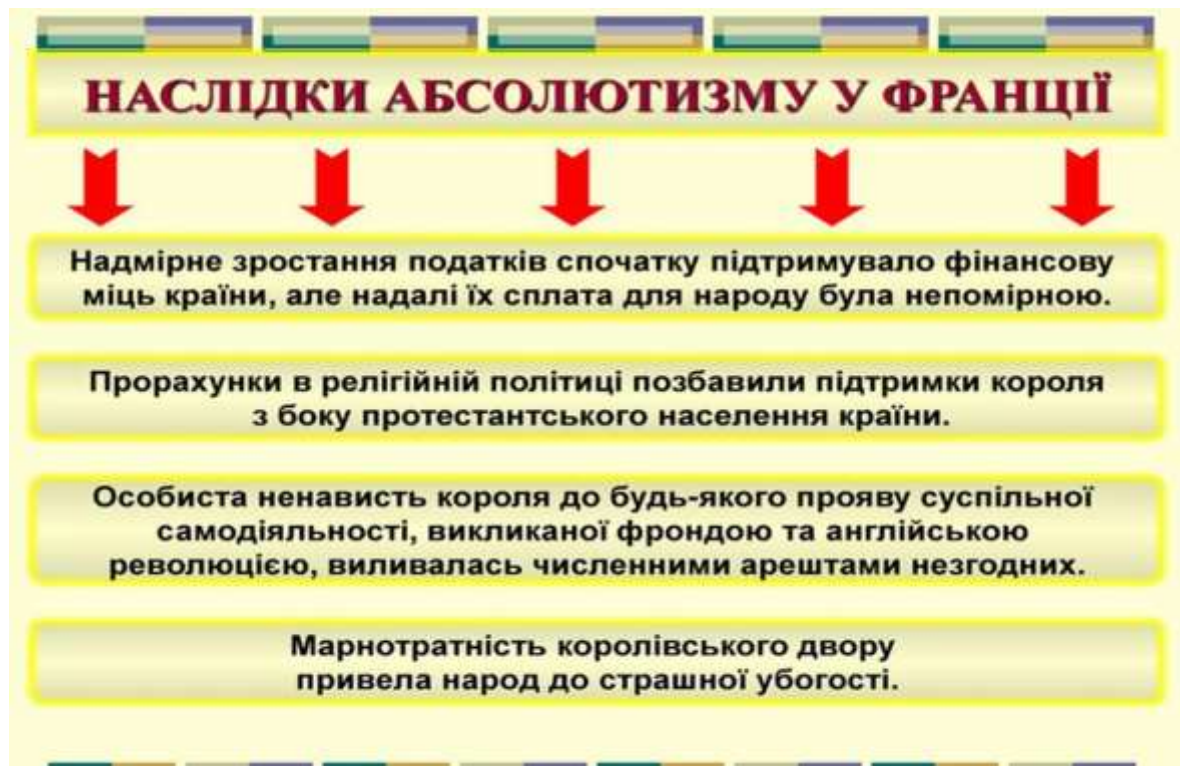 НАСЛІДКИ АБСОЛЮТИЗМУ У ФРАНЦІЇ
Надмірне зростання податків спочатку підтримувало фінансову
міць країни, але надалі їх сплата для народу була непомірною.
Прорахунки в релігійній політиці позбавили підтримки короля
з боку протестантського населення країни.
Особиста ненависть короля до будь-якого прояву суспільної
самодіяльності, викликаної фрондою та англійською
революцією, виливалась численними арештами незгодних.
Марнотратність королівського двору
привела народ до страшної убогості.